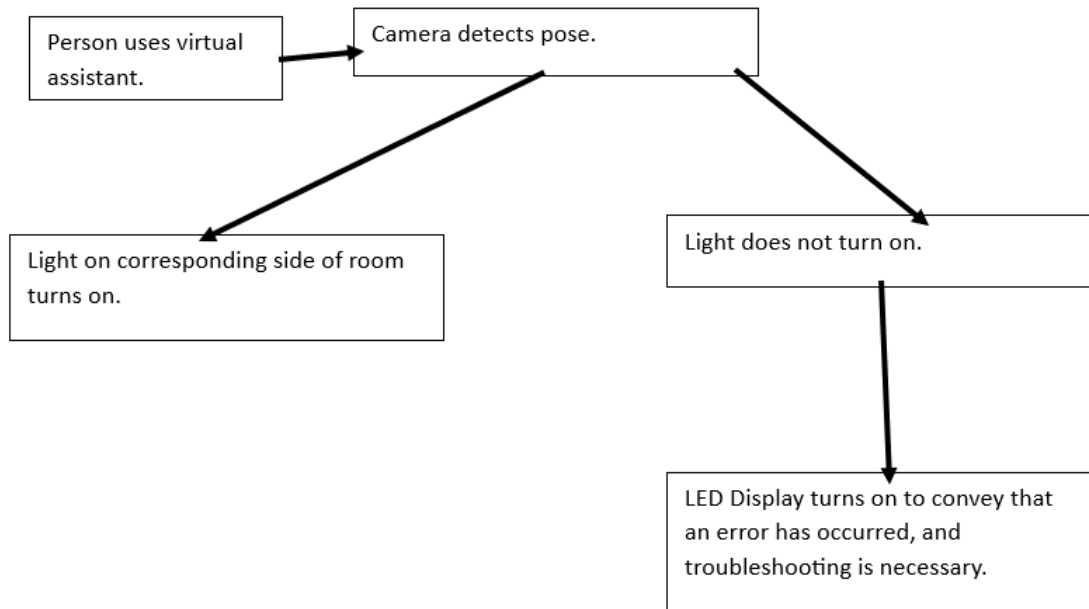 Person uses virtual
assistant.
Camera detects pose.
Light on corresponding side of room
turns on.
Light does not turn on.
LED Display turns on to convey that
an error has occurred, and
troubleshooting is necessary.